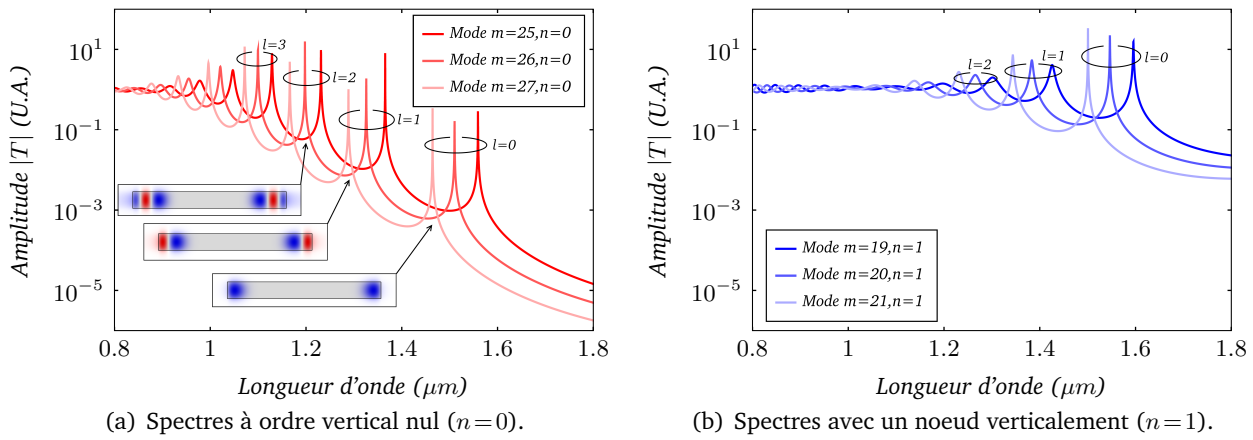 Amplitude |T| (U.A.)
10^1
10^-1
10^-3
10^-5
0.8
1
1.2
1.4
1.6
1.8
Longueur d'onde (μm)
l=3
l=2
l=1
l=0
Mode m=25,n=0
Mode m=26,n=0
Mode m=27,n=0
(a) Spectres à ordre vertical nul (n=0).
Amplitude |T| (U.A.)
10^1
10^-1
10^-3
10^-5
0.8
1
1.2
1.4
1.6
1.8
Longueur d'onde (μm)
l=2
l=1
l=0
Mode m=19,n=1
Mode m=20,n=1
Mode m=21,n=1
(b) Spectres avec un noeud verticalement (n=1).